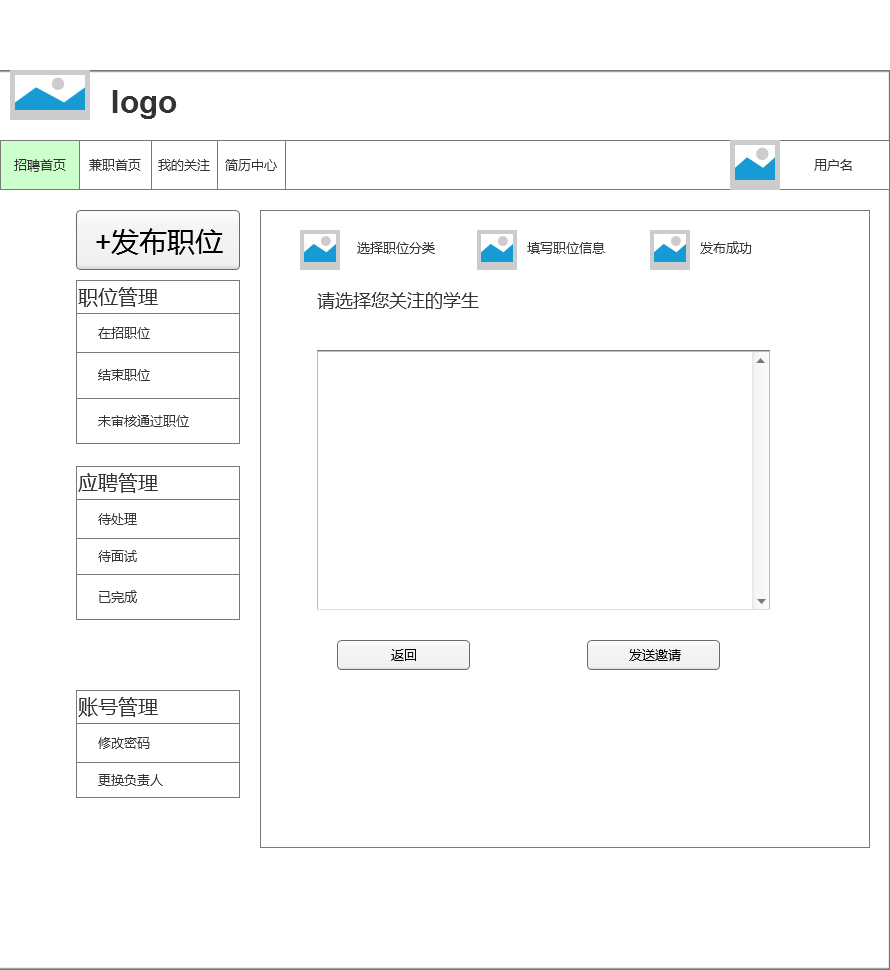 logo
招聘首页
兼职首页
我的关注
简历中心
用户名
+发布职位
职位管理
在招职位
结束职位
未审核通过职位
应聘管理
待处理
待面试
已完成
账号管理
修改密码
更换负责人
选择职位分类
填写职位信息
发布成功
请选择您关注的学生
返回
发送邀请